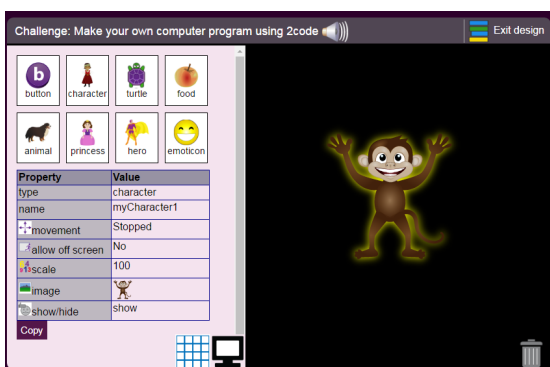 Challenge: Make your own computer program using 2code
Exit design
b
button character turtle food
animal princess hero emoticon
Property Value
type character
name myCharacter1
movement Stopped
allow off screen No
scale 100
image
show/hide show
Copy